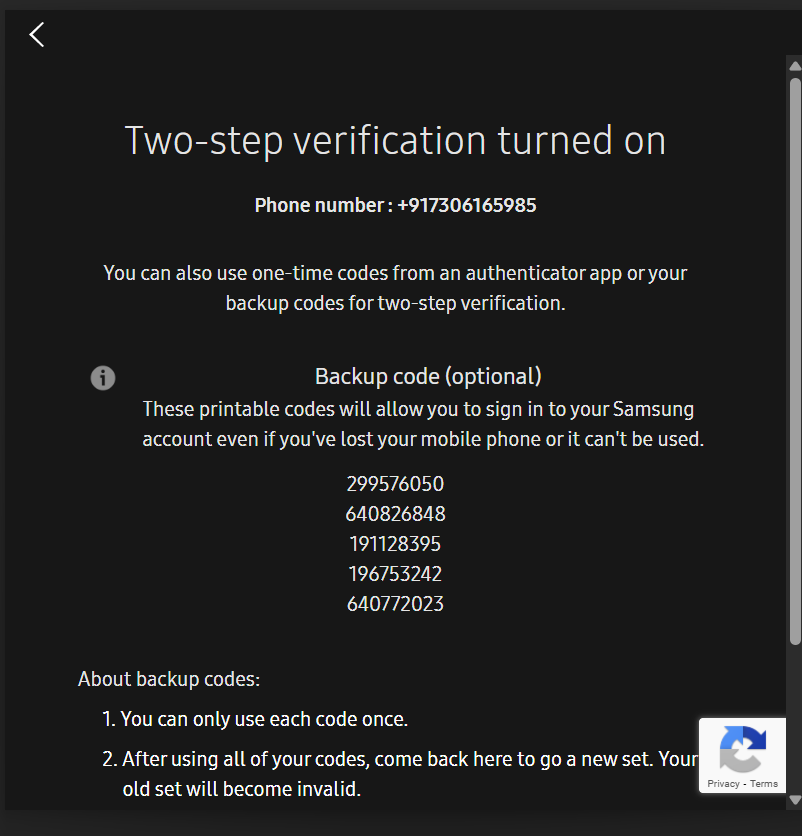 Two-step verification turned on
Phone number : +917306165985
You can also use one-time codes from an authenticator app or your
backup codes for two-step verification.
Backup code (optional)
These printable codes will allow you to sign in to your Samsung
account even if you've lost your mobile phone or it can't be used.
299576050
640826848
191128395
196753242
640772023
About backup codes:
1. You can only use each code once.
2. After using all of your codes, come back here to go a new set. Your
old set will become invalid.
Privacy - Terms